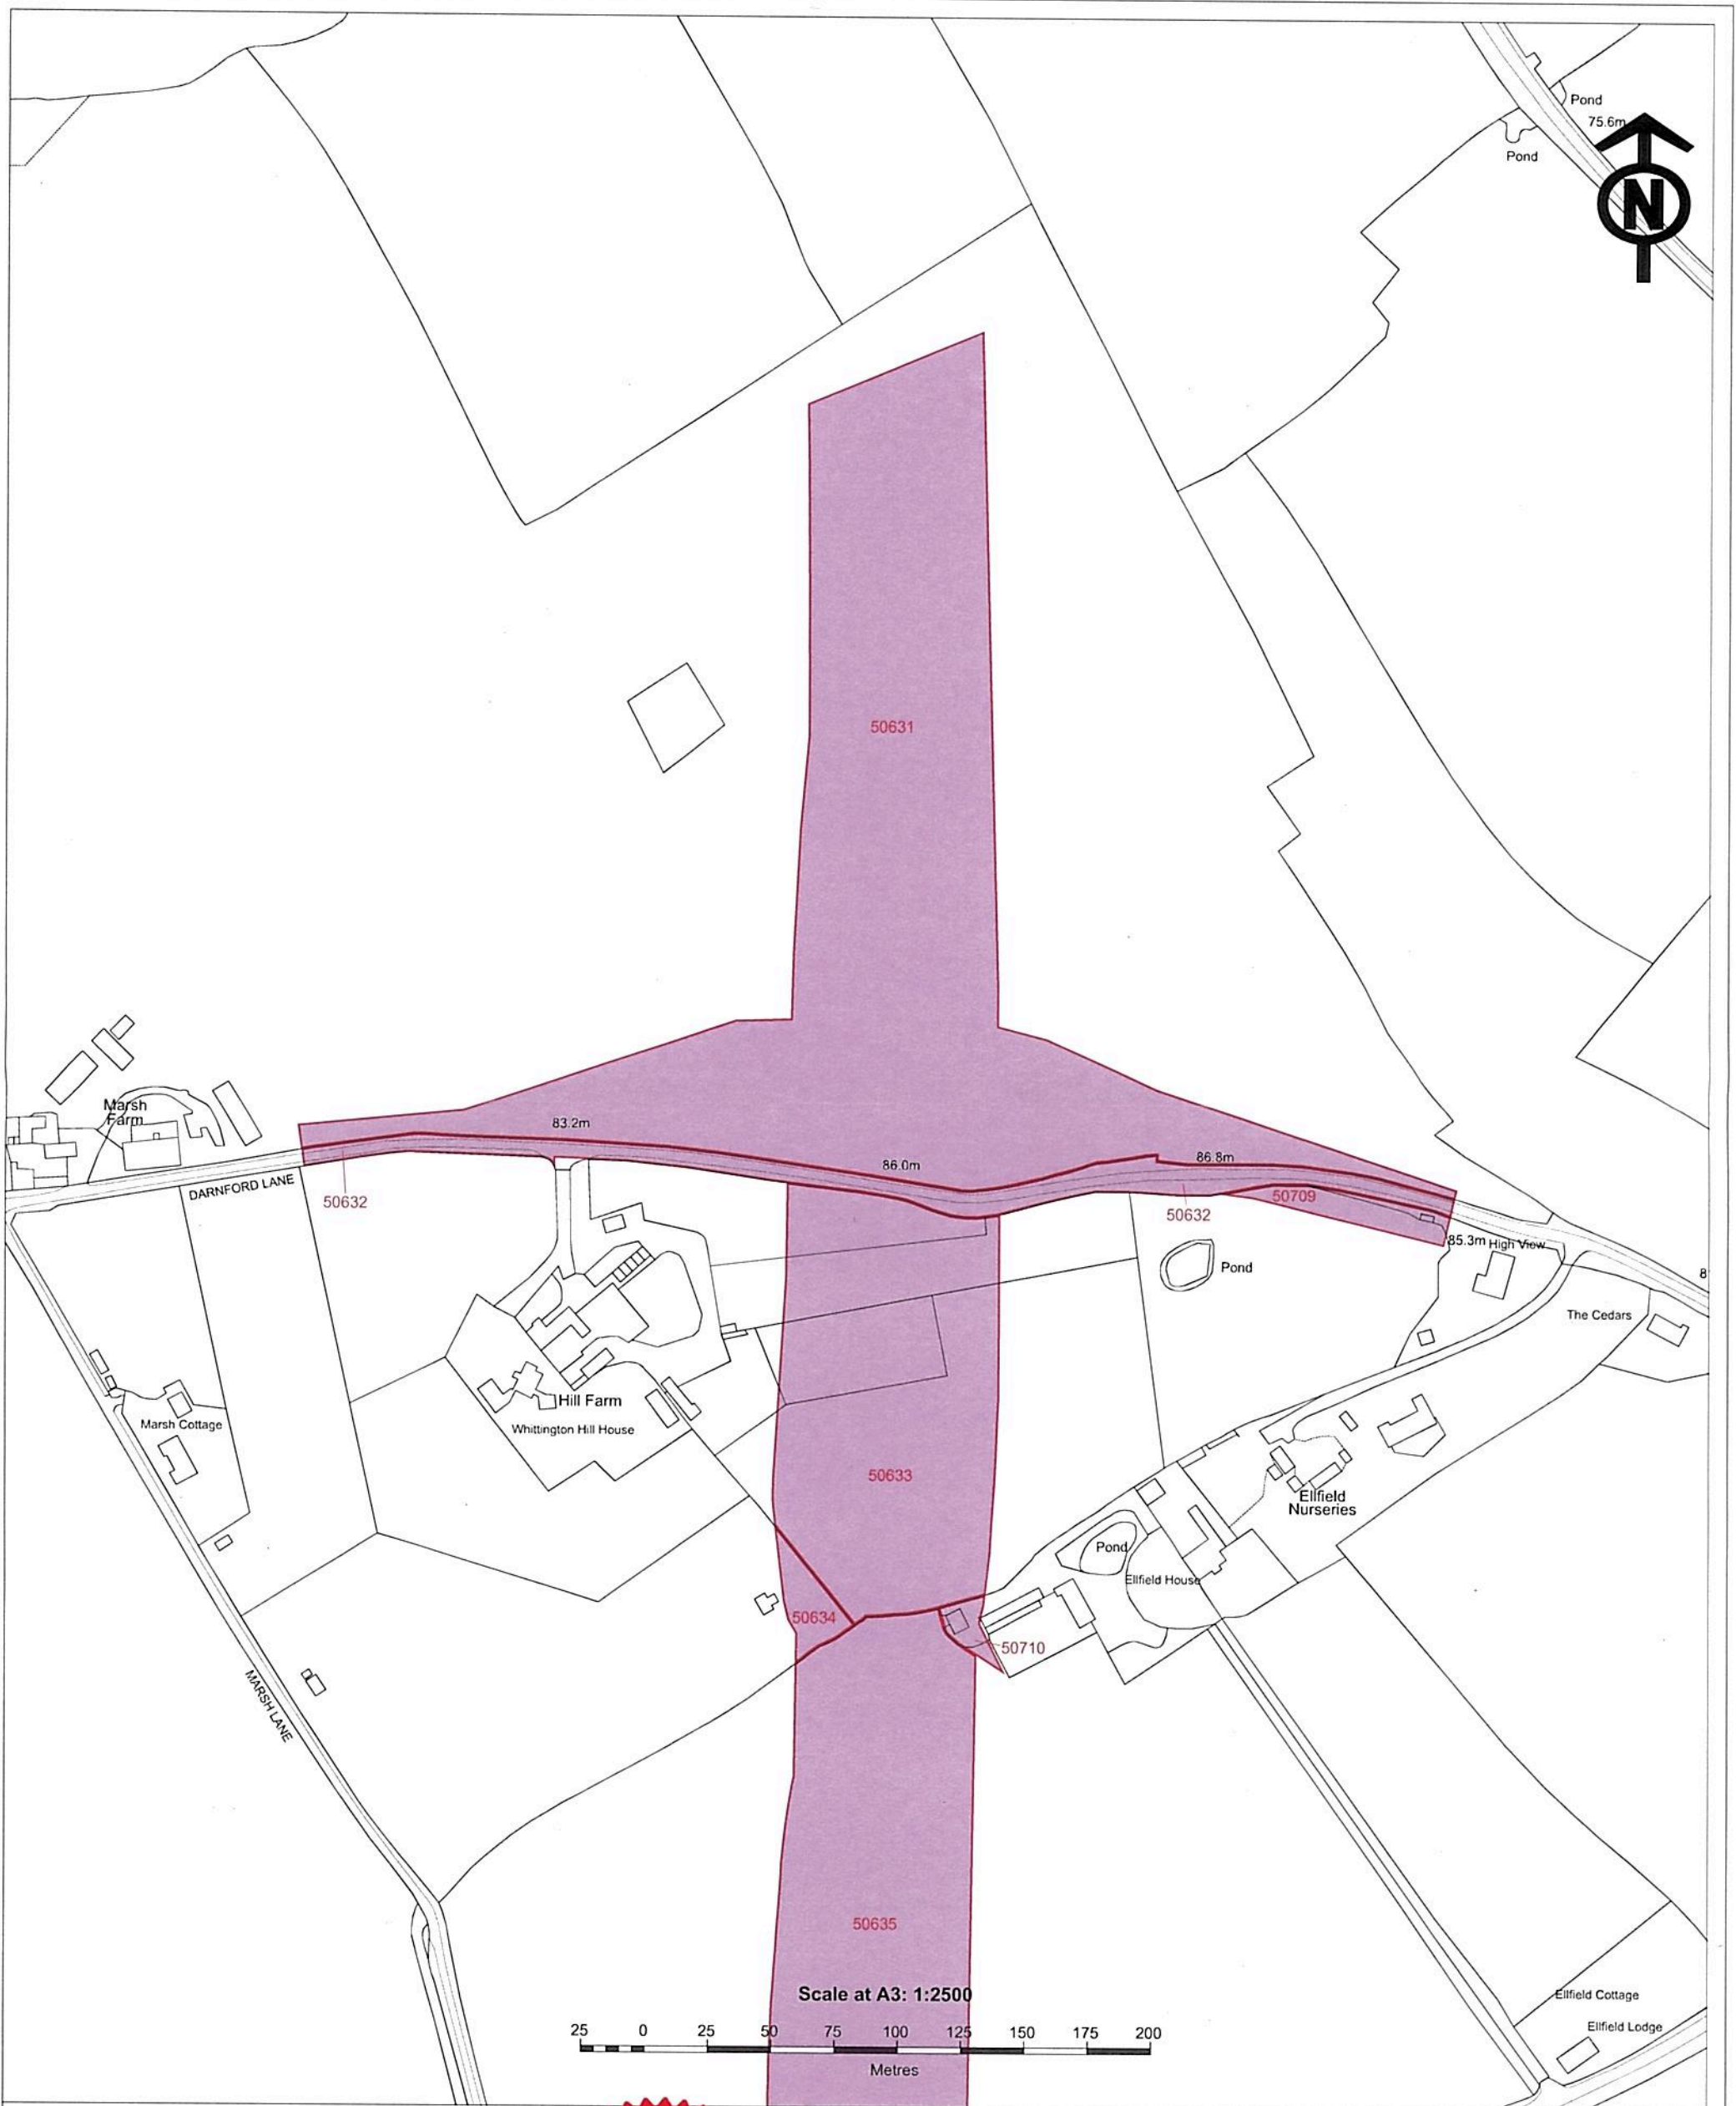 Pond
75.6m
Pond
N
50631
Marsh
Farm
83.2m
86.0m
86.8m
DARNFORD LANE
50632
50709
50632
85.3m
High View
8
Pond
The Cedars
Hill Farm
Whittington Hill House
Marsh Cottage
50633
Ellfield
Nurseries
Pond
Ellfield House
50634
50710
MARSH LANE
50635
Scale at A3: 1:2500
Ellfield Cottage
Ellfield Lodge
25 0 25 50 75 100 125 150 175 200
Metres